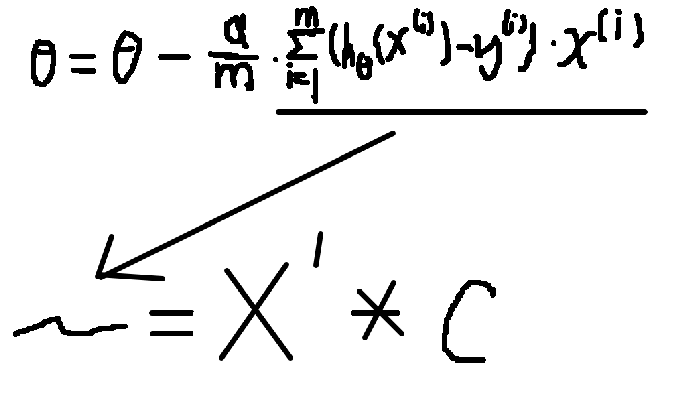 θ = θ - α/m · Σ_{i=1}^{m} (h_θ(x^(i)) - y^(i)) · x^(i)
~ = X' * C